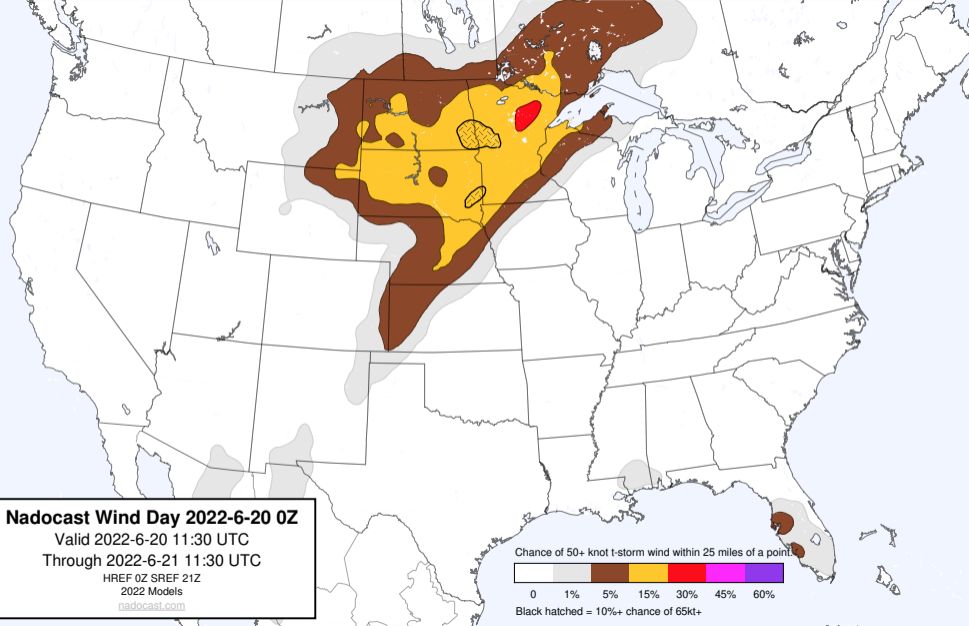 Nadocast Wind Day 2022-6-20 0Z
Valid 2022-6-20 11:30 UTC
Through 2022-6-21 11:30 UTC
HREF 0Z SREF 21Z
2022 Models
nadocast.com
Chance of 50+ knot t-storm wind within 25 miles of a point.
0 1% 5% 15% 30% 45% 60%
Black hatched = 10%+ chance of 65kt+